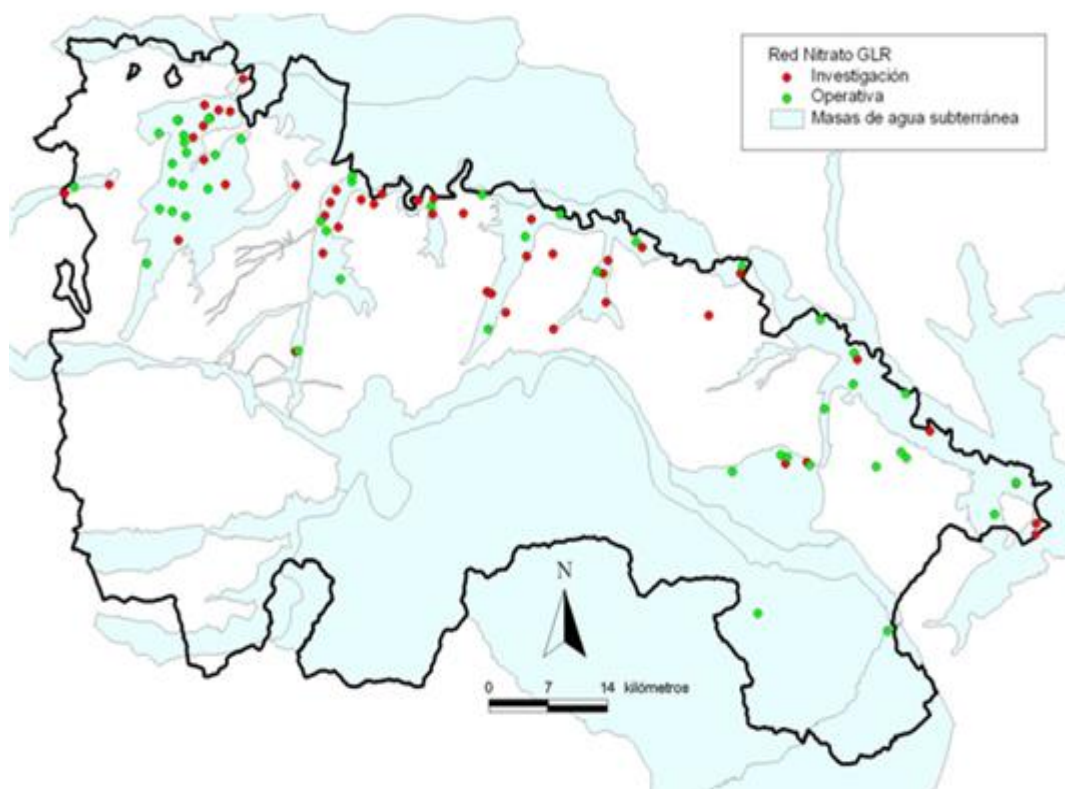 Red Nitrato GLR
Investigación
Operativa
Masas de agua subterránea
N
0 7 14 kilómetros